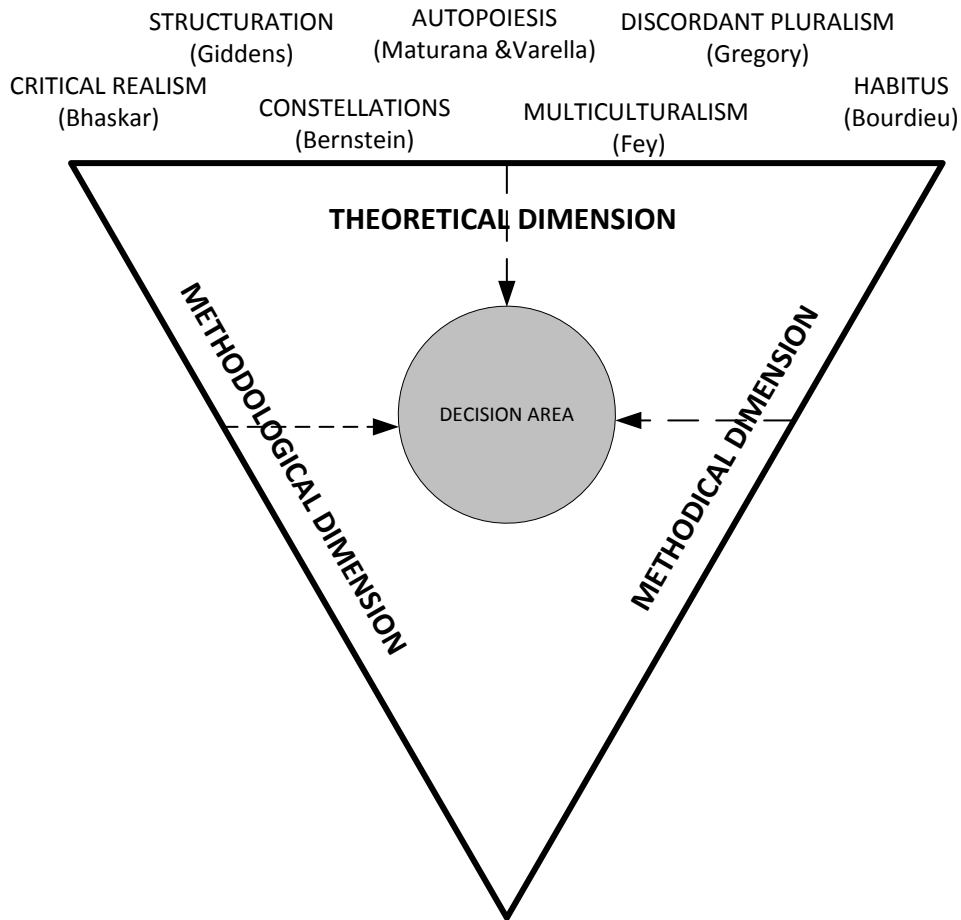 STRUCTURATION
(Giddens)
AUTOPOIESIS
(Maturana &Varella)
DISCORDANT PLURALISM
(Gregory)
CRITICAL REALISM
(Bhaskar)
CONSTELLATIONS
(Bernstein)
MULTICULTURALISM
(Fey)
HABITUS
(Bourdieu)
THEORETICAL DIMENSION
METHODOLOGICAL DIMENSION
DECISION AREA
METHODICAL DIMENSION